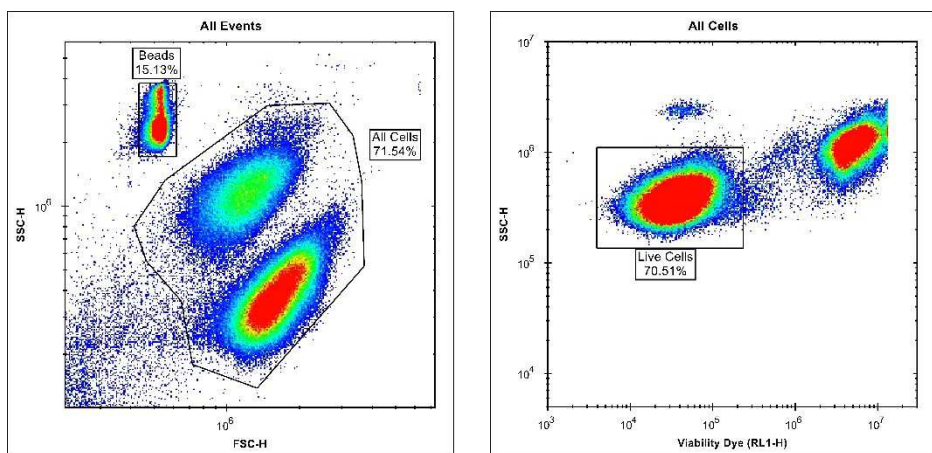 All Events
Beads
15.13%
All Cells
71.54%
10⁶
SSC-H
10⁶
FSC-H
All Cells
10⁷
10⁶
10⁵
10⁴
SSC-H
Live Cells
70.51%
10³
10⁴
10⁵
10⁶
10⁷
Viability Dye (RL1-H)